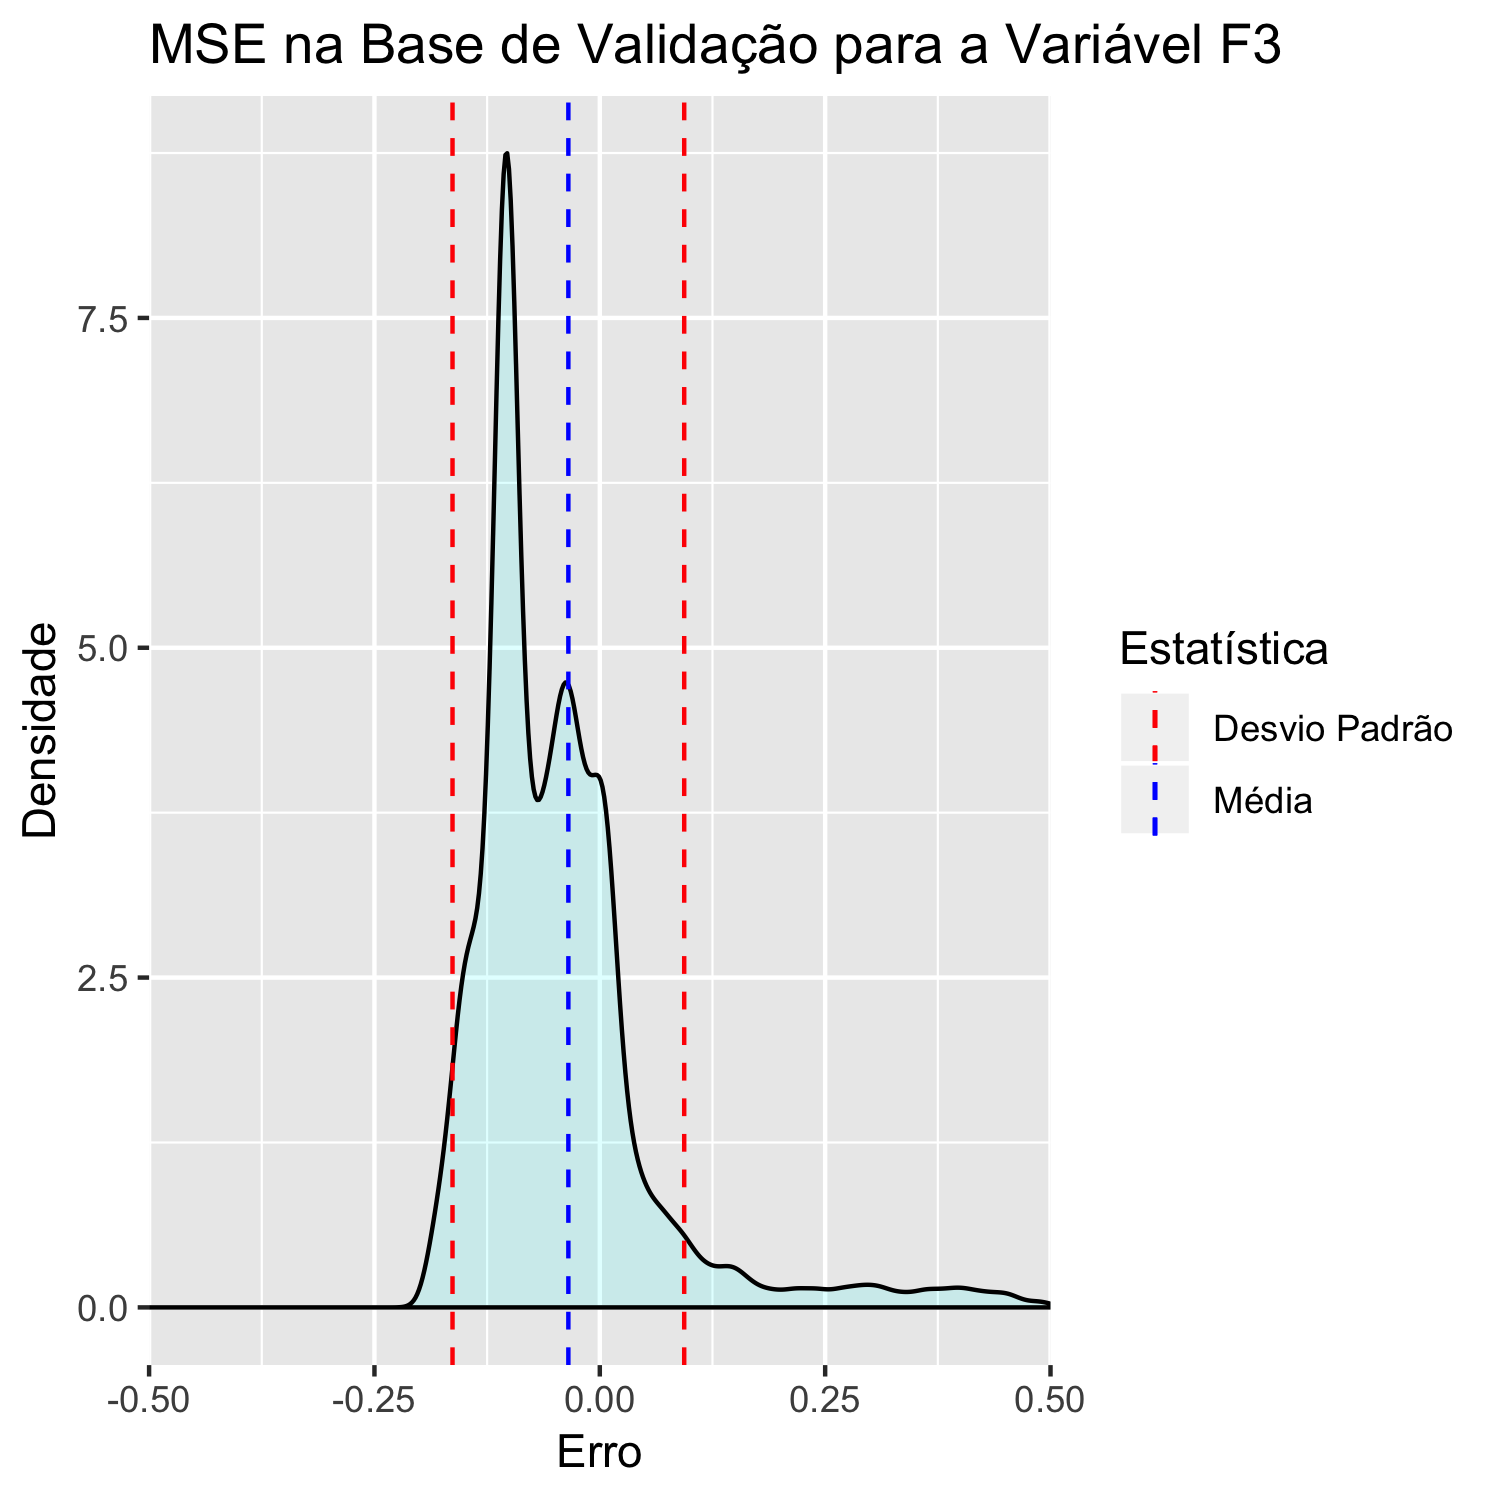 MSE na Base de Validação para a Variável F3
Densidade
7.5
5.0
2.5
0.0
-0.50
-0.25
0.00
0.25
0.50
Erro
Estatística
Desvio Padrão
Média